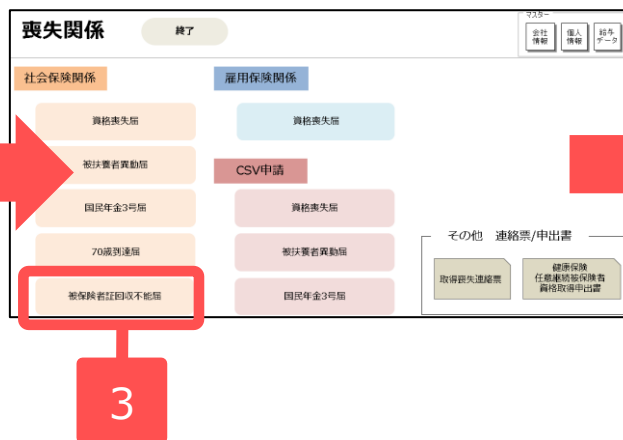 喪失関係
終了
マスター
会社
情報
個人
情報
給与
データ
社会保険関係
雇用保険関係
資格喪失届
資格喪失届
被扶養者異動届
CSV申請
国民年金3号届
資格喪失届
70歳到達届
被扶養者異動届
被保険者証回収不能届
国民年金3号届
その他　連絡票/申出書
取得喪失連絡票
健康保険
任意継続被保険者
資格取得申出書
3